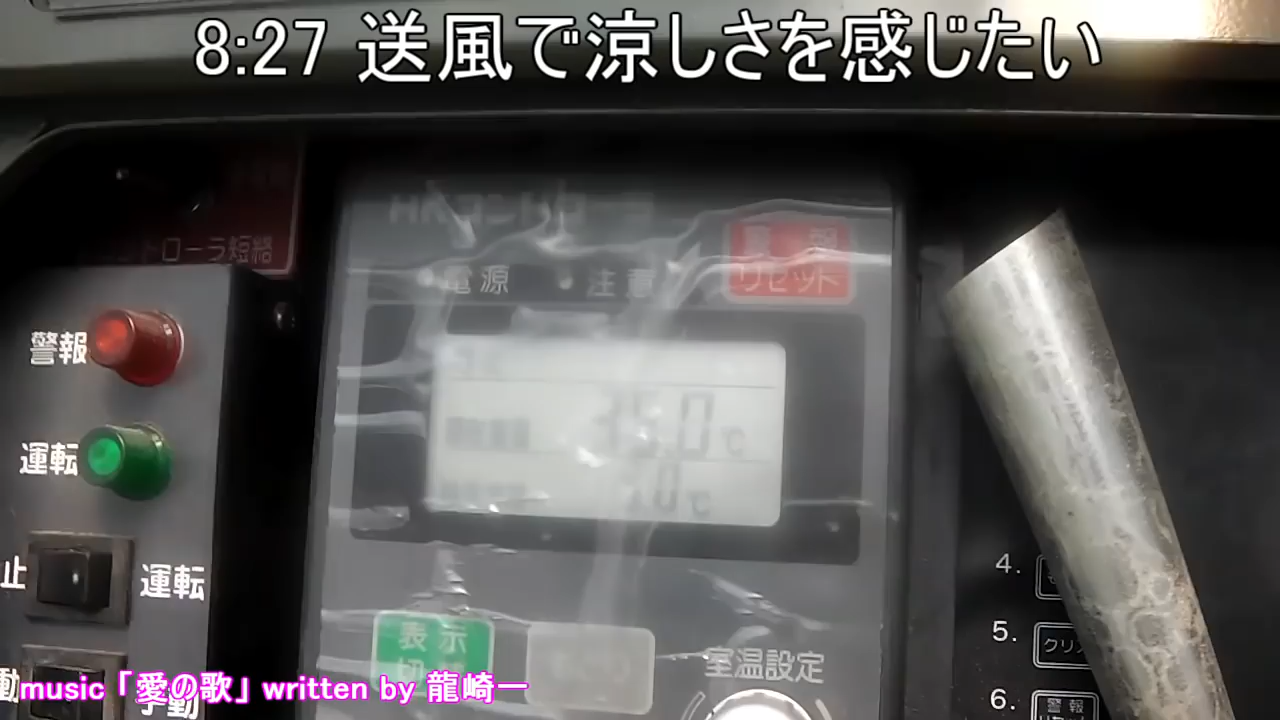 8:27 送風で涼しさを感じたい
トローラ短絡
電源
注意
警報
リセット
警報
運転
止
運転
動
手動
表示
室温設定
4.
5.
クリ
6.
警報
music「愛の歌」written by 龍崎一